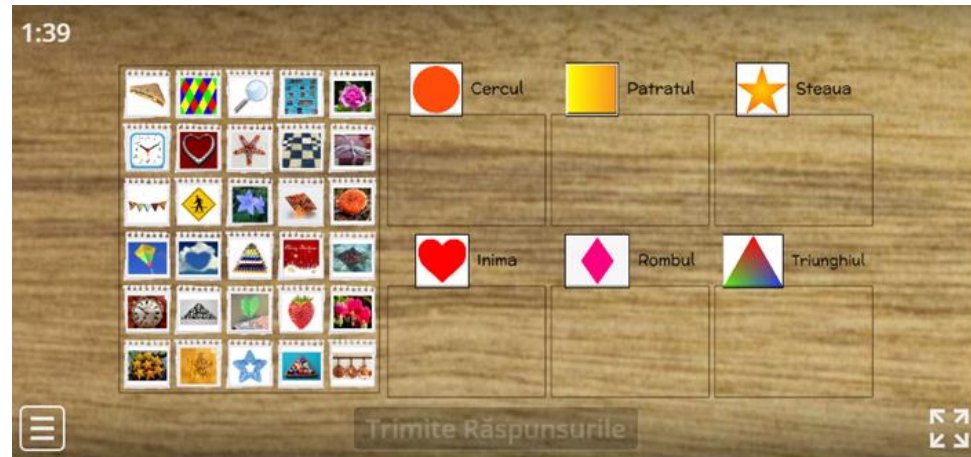 1:39
Cercul
Patratul
Steaua
Inima
Rombul
Triunghiul
Trimite Răspunsurile